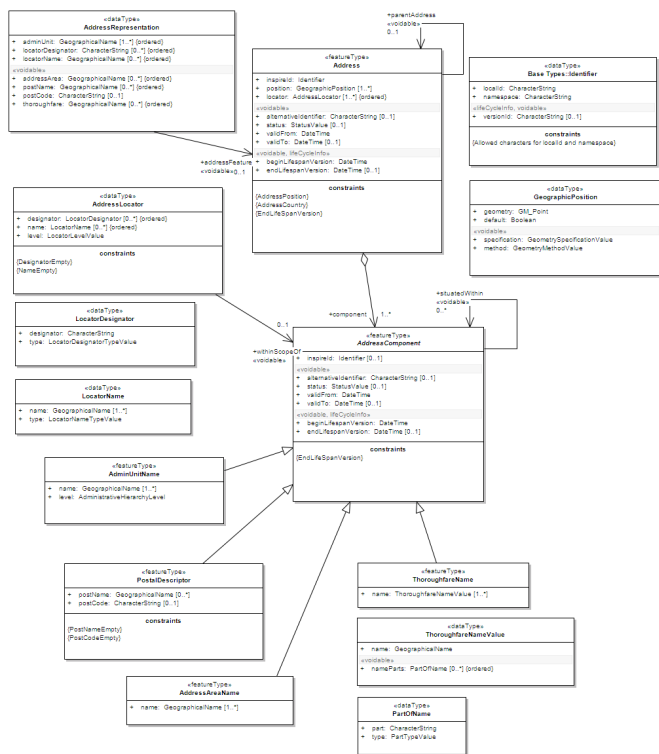 «dataType»
AddressRepresentation
+ adminUnit: GeographicalName [1..*] {ordered}
+ locatorDesignator: CharacterString [0..*] {ordered}
+ locatorName: GeographicalName [0..*] {ordered}
«voidable»
+ addressArea: GeographicalName [0..*] {ordered}
+ postName: GeographicalName [0..*] {ordered}
+ postCode: CharacterString [0..1]
+ thoroughfare: GeographicalName [0..*] {ordered}
+parentAddress
«voidable»
0..1
«featureType»
Address
+ inspireId: Identifier
+ position: GeographicPosition [1..*]
+ locator: AddressLocator [1..*] {ordered}
«voidable»
+ alternativeIdentifier: CharacterString [0..1]
+ status: StatusValue [0..1]
+ validFrom: DateTime
+ validTo: DateTime [0..1]
«voidable, lifeCycleInfo»
+ beginLifespanVersion: DateTime
+ endLifespanVersion: DateTime [0..1]
constraints
{AddressPosition}
{AddressCountry}
{EndLifeSpanVersion}
«dataType»
Base Types::Identifier
+ localId: CharacterString
+ namespace: CharacterString
«lifeCycleInfo, voidable»
+ versionId: CharacterString [0..1]
constraints
{Allowed characters for localId and namespace}
+addressFeature
«voidable»0..1
«dataType»
AddressLocator
+ designator: LocatorDesignator [0..*] {ordered}
+ name: LocatorName [0..*] {ordered}
+ level: LocatorLevelValue
constraints
{DesignatorEmpty}
{NameEmpty}
«dataType»
GeographicPosition
+ geometry: GM_Point
+ default: Boolean
«voidable»
+ specification: GeometrySpecificationValue
+ method: GeometryMethodValue
+situatedWithin
«voidable»
0..*
«dataType»
LocatorDesignator
+ designator: CharacterString
+ type: LocatorDesignatorTypeValue
0..1
+component
1..*
+withinScopeOf
«voidable»
«featureType»
AddressComponent
+ inspireId: Identifier [0..1]
«voidable»
+ alternativeIdentifier: CharacterString [0..1]
+ status: StatusValue [0..1]
+ validFrom: DateTime
+ validTo: DateTime [0..1]
«voidable, lifeCycleInfo»
+ beginLifespanVersion: DateTime
+ endLifespanVersion: DateTime [0..1]
constraints
{EndLifeSpanVersion}
«dataType»
LocatorName
+ name: GeographicalName [1..*]
+ type: LocatorNameTypeValue
«featureType»
AdminUnitName
+ name: GeographicalName [1..*]
+ level: AdministrativeHierarchyLevel
«featureType»
PostalDescriptor
+ postName: GeographicalName [0..*]
+ postCode: CharacterString [0..1]
constraints
{PostNameEmpty}
{PostCodeEmpty}
«featureType»
ThoroughfareName
+ name: ThoroughfareNameValue [1..*]
«dataType»
ThoroughfareNameValue
+ name: GeographicalName
«voidable»
+ nameParts: PartOfName [0..*] {ordered}
«featureType»
AddressAreaName
+ name: GeographicalName [1..*]
«dataType»
PartOfName
+ part: CharacterString
+ type: PartTypeValue